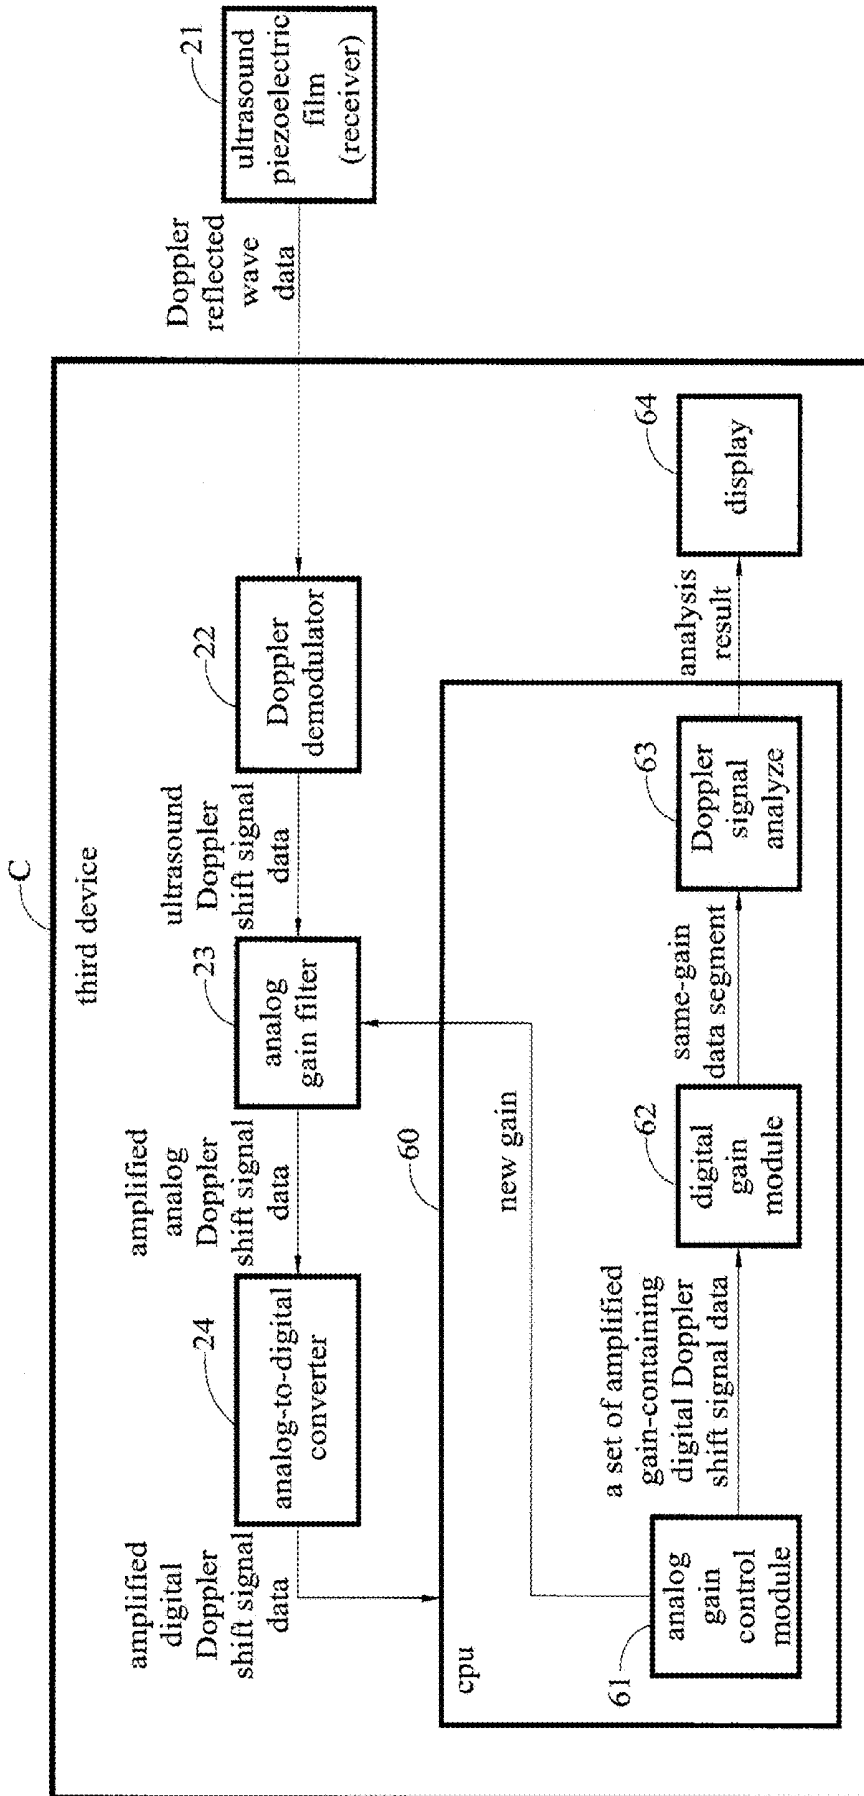 C
third device
21
ultrasound
piezoelectric
film
(receiver)
Doppler
reflected
wave
data
22
Doppler
demodulator
ultrasound
Doppler
shift signal
data
23
analog
gain filter
amplified
analog
Doppler
shift signal
data
24
analog-to-digital
converter
amplified
digital
Doppler
shift signal
data
60
cpu
new gain
61
analog
gain
control
module
a set of amplified
gain-containing
digital Doppler
shift signal data
62
digital
gain
module
same-gain
data segment
63
Doppler
signal
analyze
analysis
result
64
display